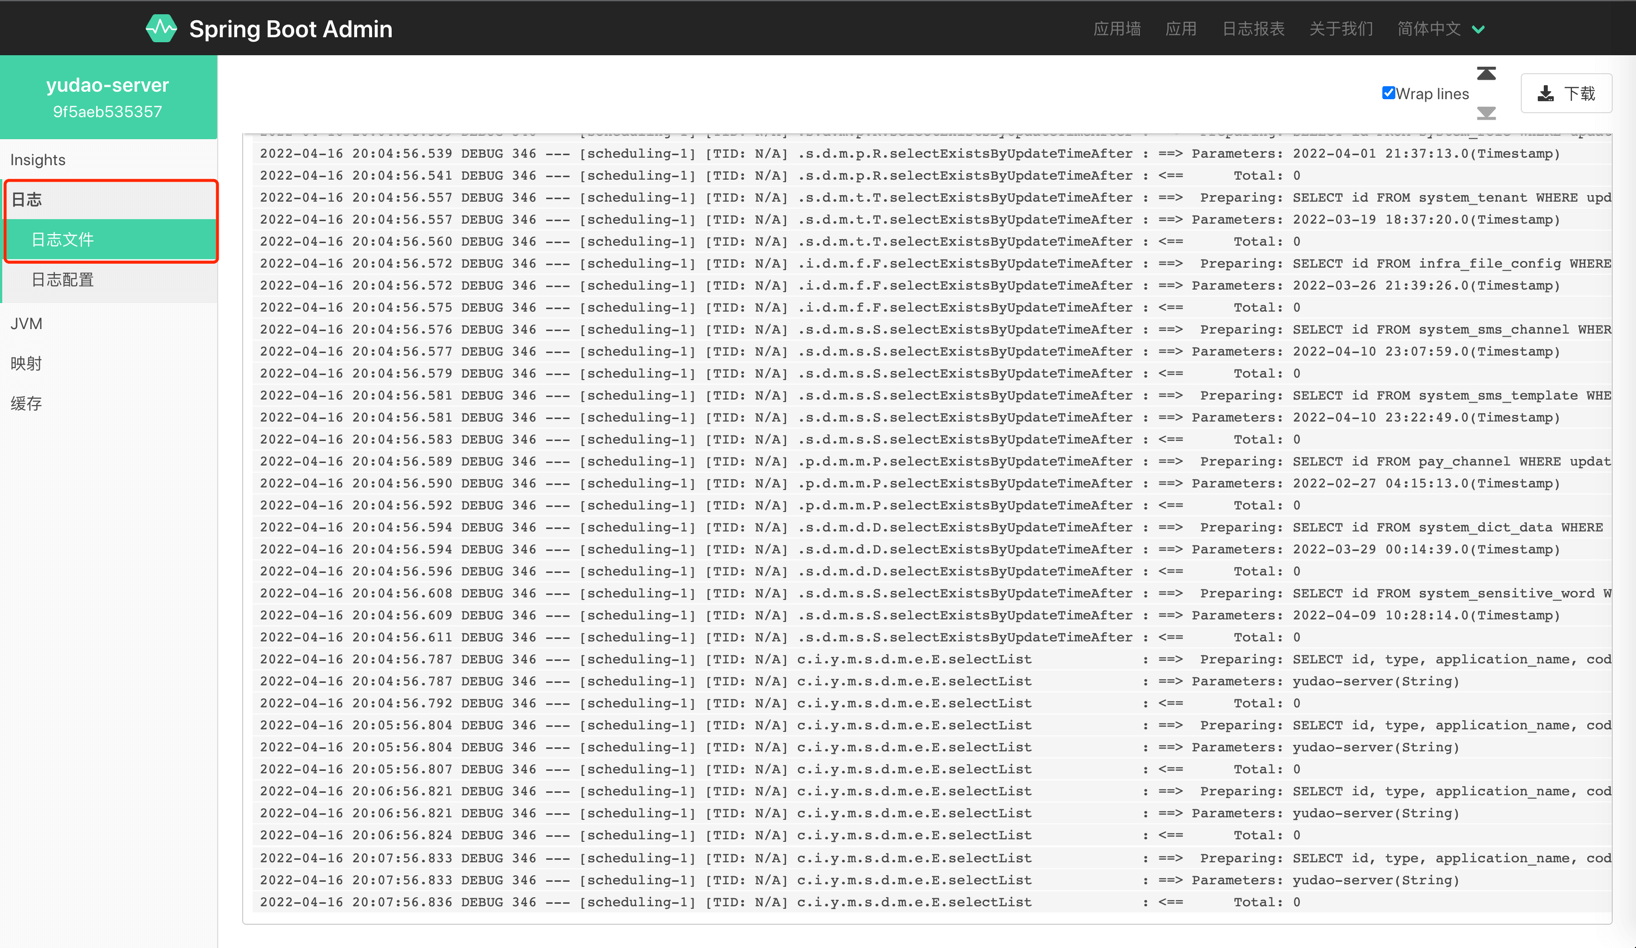 Spring Boot Admin
应用墙 应用 日志报表 关于我们 简体中文
yudao-server
9f5aeb535357
Wrap lines
下载
Insights
日志
日志文件
日志配置
JVM
映射
缓存
2022-04-16 20:04:56.539 DEBUG 346 --- [scheduling-1] [TID: N/A] .s.d.m.p.R.selectExistsByUpdateTimeAfter : ==> Parameters: 2022-04-01 21:37:13.0(Timestamp)
2022-04-16 20:04:56.541 DEBUG 346 --- [scheduling-1] [TID: N/A] .s.d.m.p.R.selectExistsByUpdateTimeAfter : <== Total: 0
2022-04-16 20:04:56.557 DEBUG 346 --- [scheduling-1] [TID: N/A] .s.d.m.t.T.selectExistsByUpdateTimeAfter : ==> Preparing: SELECT id FROM system_tenant WHERE upd
2022-04-16 20:04:56.557 DEBUG 346 --- [scheduling-1] [TID: N/A] .s.d.m.t.T.selectExistsByUpdateTimeAfter : ==> Parameters: 2022-03-19 18:37:20.0(Timestamp)
2022-04-16 20:04:56.560 DEBUG 346 --- [scheduling-1] [TID: N/A] .s.d.m.t.T.selectExistsByUpdateTimeAfter : <== Total: 0
2022-04-16 20:04:56.572 DEBUG 346 --- [scheduling-1] [TID: N/A] .i.d.m.f.F.selectExistsByUpdateTimeAfter : ==> Preparing: SELECT id FROM infra_file_config WHERE
2022-04-16 20:04:56.572 DEBUG 346 --- [scheduling-1] [TID: N/A] .i.d.m.f.F.selectExistsByUpdateTimeAfter : ==> Parameters: 2022-03-26 21:39:26.0(Timestamp)
2022-04-16 20:04:56.575 DEBUG 346 --- [scheduling-1] [TID: N/A] .i.d.m.f.F.selectExistsByUpdateTimeAfter : <== Total: 0
2022-04-16 20:04:56.576 DEBUG 346 --- [scheduling-1] [TID: N/A] .s.d.m.s.S.selectExistsByUpdateTimeAfter : ==> Preparing: SELECT id FROM system_sms_channel WHER
2022-04-16 20:04:56.577 DEBUG 346 --- [scheduling-1] [TID: N/A] .s.d.m.s.S.selectExistsByUpdateTimeAfter : ==> Parameters: 2022-04-10 23:07:59.0(Timestamp)
2022-04-16 20:04:56.579 DEBUG 346 --- [scheduling-1] [TID: N/A] .s.d.m.s.S.selectExistsByUpdateTimeAfter : <== Total: 0
2022-04-16 20:04:56.581 DEBUG 346 --- [scheduling-1] [TID: N/A] .s.d.m.s.S.selectExistsByUpdateTimeAfter : ==> Preparing: SELECT id FROM system_sms_template WHE
2022-04-16 20:04:56.581 DEBUG 346 --- [scheduling-1] [TID: N/A] .s.d.m.s.S.selectExistsByUpdateTimeAfter : ==> Parameters: 2022-04-10 23:22:49.0(Timestamp)
2022-04-16 20:04:56.583 DEBUG 346 --- [scheduling-1] [TID: N/A] .s.d.m.s.S.selectExistsByUpdateTimeAfter : <== Total: 0
2022-04-16 20:04:56.589 DEBUG 346 --- [scheduling-1] [TID: N/A] .p.d.m.m.P.selectExistsByUpdateTimeAfter : ==> Preparing: SELECT id FROM pay_channel WHERE updat
2022-04-16 20:04:56.590 DEBUG 346 --- [scheduling-1] [TID: N/A] .p.d.m.m.P.selectExistsByUpdateTimeAfter : ==> Parameters: 2022-02-27 04:15:13.0(Timestamp)
2022-04-16 20:04:56.592 DEBUG 346 --- [scheduling-1] [TID: N/A] .p.d.m.m.P.selectExistsByUpdateTimeAfter : <== Total: 0
2022-04-16 20:04:56.594 DEBUG 346 --- [scheduling-1] [TID: N/A] .s.d.m.d.D.selectExistsByUpdateTimeAfter : ==> Preparing: SELECT id FROM system_dict_data WHERE
2022-04-16 20:04:56.594 DEBUG 346 --- [scheduling-1] [TID: N/A] .s.d.m.d.D.selectExistsByUpdateTimeAfter : ==> Parameters: 2022-03-29 00:14:39.0(Timestamp)
2022-04-16 20:04:56.596 DEBUG 346 --- [scheduling-1] [TID: N/A] .s.d.m.d.D.selectExistsByUpdateTimeAfter : <== Total: 0
2022-04-16 20:04:56.608 DEBUG 346 --- [scheduling-1] [TID: N/A] .s.d.m.s.S.selectExistsByUpdateTimeAfter : ==> Preparing: SELECT id FROM system_sensitive_word W
2022-04-16 20:04:56.609 DEBUG 346 --- [scheduling-1] [TID: N/A] .s.d.m.s.S.selectExistsByUpdateTimeAfter : ==> Parameters: 2022-04-09 10:28:14.0(Timestamp)
2022-04-16 20:04:56.611 DEBUG 346 --- [scheduling-1] [TID: N/A] .s.d.m.s.S.selectExistsByUpdateTimeAfter : <== Total: 0
2022-04-16 20:04:56.787 DEBUG 346 --- [scheduling-1] [TID: N/A] c.i.y.m.s.d.m.e.E.selectList : ==> Preparing: SELECT id, type, application_name, cod
2022-04-16 20:04:56.787 DEBUG 346 --- [scheduling-1] [TID: N/A] c.i.y.m.s.d.m.e.E.selectList : ==> Parameters: yudao-server(String)
2022-04-16 20:04:56.792 DEBUG 346 --- [scheduling-1] [TID: N/A] c.i.y.m.s.d.m.e.E.selectList : <== Total: 0
2022-04-16 20:05:56.804 DEBUG 346 --- [scheduling-1] [TID: N/A] c.i.y.m.s.d.m.e.E.selectList : ==> Preparing: SELECT id, type, application_name, cod
2022-04-16 20:05:56.804 DEBUG 346 --- [scheduling-1] [TID: N/A] c.i.y.m.s.d.m.e.E.selectList : ==> Parameters: yudao-server(String)
2022-04-16 20:05:56.807 DEBUG 346 --- [scheduling-1] [TID: N/A] c.i.y.m.s.d.m.e.E.selectList : <== Total: 0
2022-04-16 20:06:56.821 DEBUG 346 --- [scheduling-1] [TID: N/A] c.i.y.m.s.d.m.e.E.selectList : ==> Preparing: SELECT id, type, application_name, cod
2022-04-16 20:06:56.821 DEBUG 346 --- [scheduling-1] [TID: N/A] c.i.y.m.s.d.m.e.E.selectList : ==> Parameters: yudao-server(String)
2022-04-16 20:06:56.824 DEBUG 346 --- [scheduling-1] [TID: N/A] c.i.y.m.s.d.m.e.E.selectList : <== Total: 0
2022-04-16 20:07:56.833 DEBUG 346 --- [scheduling-1] [TID: N/A] c.i.y.m.s.d.m.e.E.selectList : ==> Preparing: SELECT id, type, application_name, cod
2022-04-16 20:07:56.833 DEBUG 346 --- [scheduling-1] [TID: N/A] c.i.y.m.s.d.m.e.E.selectList : ==> Parameters: yudao-server(String)
2022-04-16 20:07:56.836 DEBUG 346 --- [scheduling-1] [TID: N/A] c.i.y.m.s.d.m.e.E.selectList : <== Total: 0